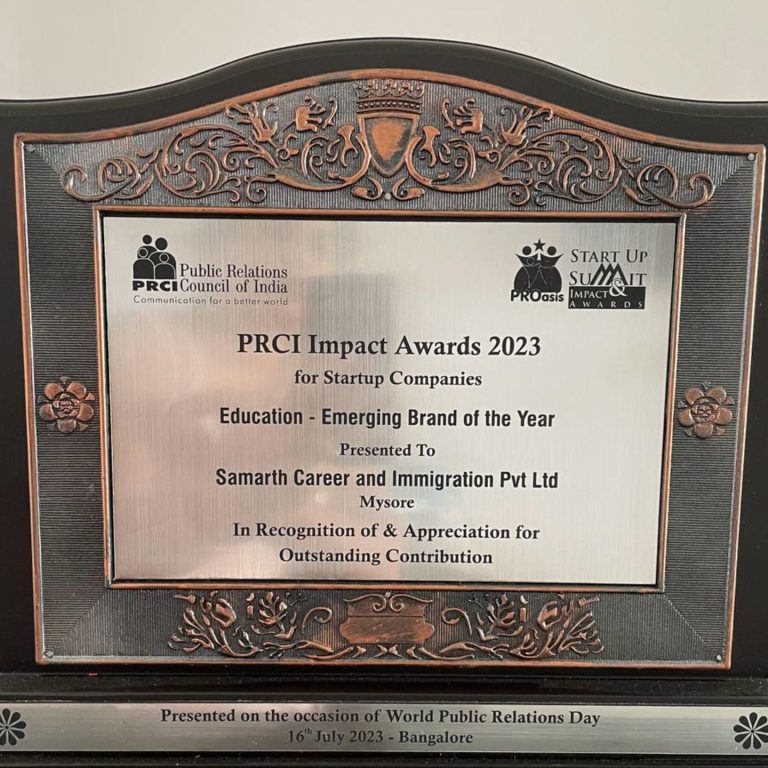 Public Relations
PRCI Council of India
Communication for a better world
PROasis
START UP
SUMMIT
IMPACT &
AWARDS
PRCI Impact Awards 2023
for Startup Companies
Education - Emerging Brand of the Year
Presented To
Samarth Career and Immigration Pvt Ltd
Mysore
In Recognition of & Appreciation for
Outstanding Contribution
Presented on the occasion of World Public Relations Day
16th July 2023 - Bangalore